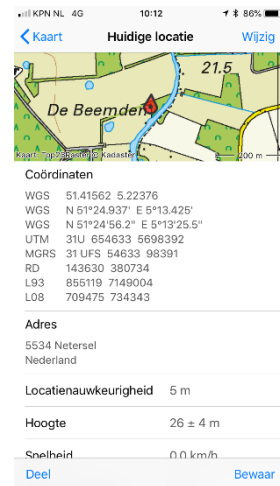 KPN NL 4G 10:12 86%
Kaart Huidige locatie Wijzig
21.5
De Beemden
Kaart: Top25Raster © Kadaster 200 m
Coördinaten
WGS 51.41562 5.22376
WGS N 51°24.937' E 5°13.425'
WGS N 51°24'56.2" E 5°13'25.5"
UTM 31U 654633 5698392
MGRS 31 UFS 54633 98391
RD 143630 380734
L93 855119 7149004
L08 709475 734343
Adres
5534 Netersel
Nederland
Locatienauwkeurigheid 5 m
Hoogte 26 ± 4 m
Snelheid 0.0 km/h
Deel Bewaar